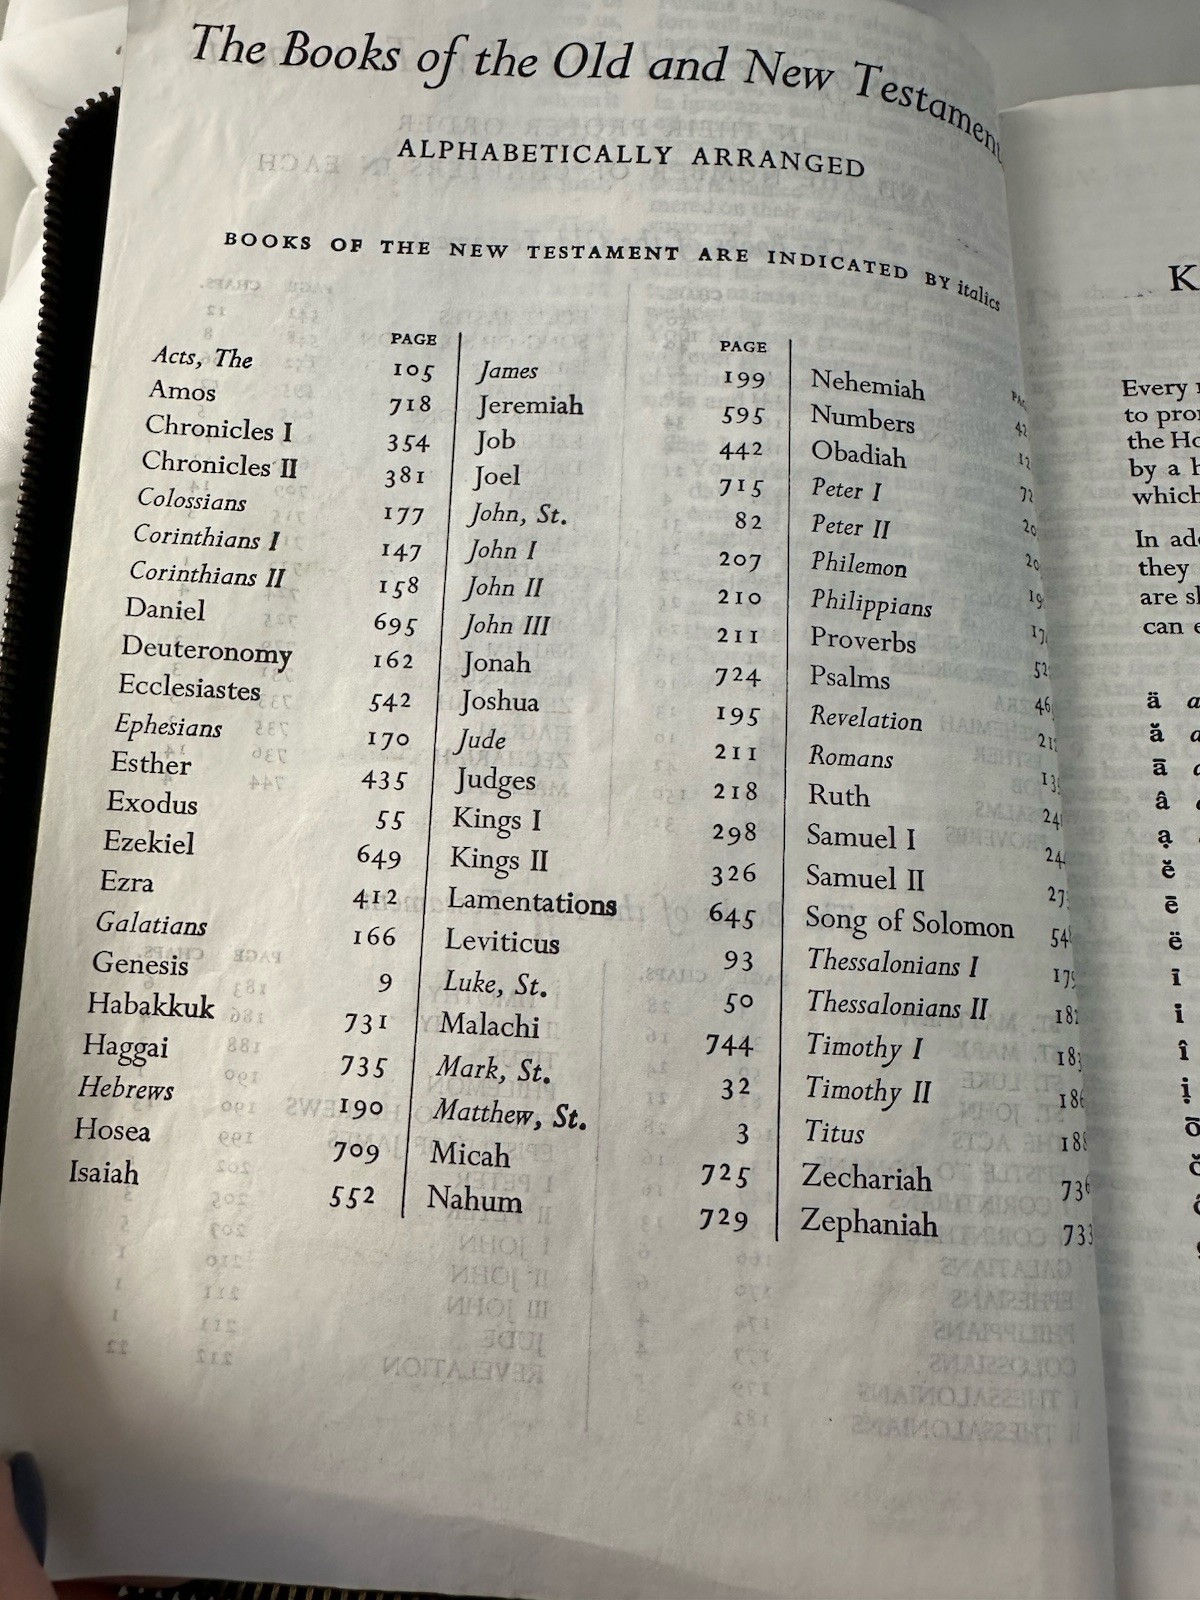 The Books of the Old and New Testament
ALPHABETICALLY ARRANGED
BOOKS OF THE NEW TESTAMENT ARE INDICATED BY italics
PAGE
Acts, The 105
Amos 718
Chronicles I 354
Chronicles II 381
Colossians 177
Corinthians I 147
Corinthians II 158
Daniel 695
Deuteronomy 162
Ecclesiastes 542
Ephesians 170
Esther 435
Exodus 55
Ezekiel 649
Ezra 412
Galatians 166
Genesis 9
Habakkuk 731
Haggai 735
Hebrews 190
Hosea 709
Isaiah 552
PAGE
James 199
Jeremiah 595
Job 442
Joel 715
John, St. 82
John I 207
John II 210
John III 211
Jonah 724
Joshua 195
Jude 211
Judges 218
Kings I 298
Kings II 326
Lamentations 645
Leviticus 93
Luke, St. 50
Malachi 744
Mark, St. 32
Matthew, St. 3
Micah 725
Nahum 729
Nehemiah
Numbers
Obadiah
Peter I
Peter II
Philemon
Philippians
Proverbs
Psalms
Revelation
Romans
Ruth
Samuel I
Samuel II
Song of Solomon
Thessalonians I
Thessalonians II
Timothy I
Timothy II
Titus
Zechariah
Zephaniah
Every
to
the
by a
which
In
they
are
can
ä
ă
ā
â
ạ
ĕ
ē
ë
ī
i
î
ị